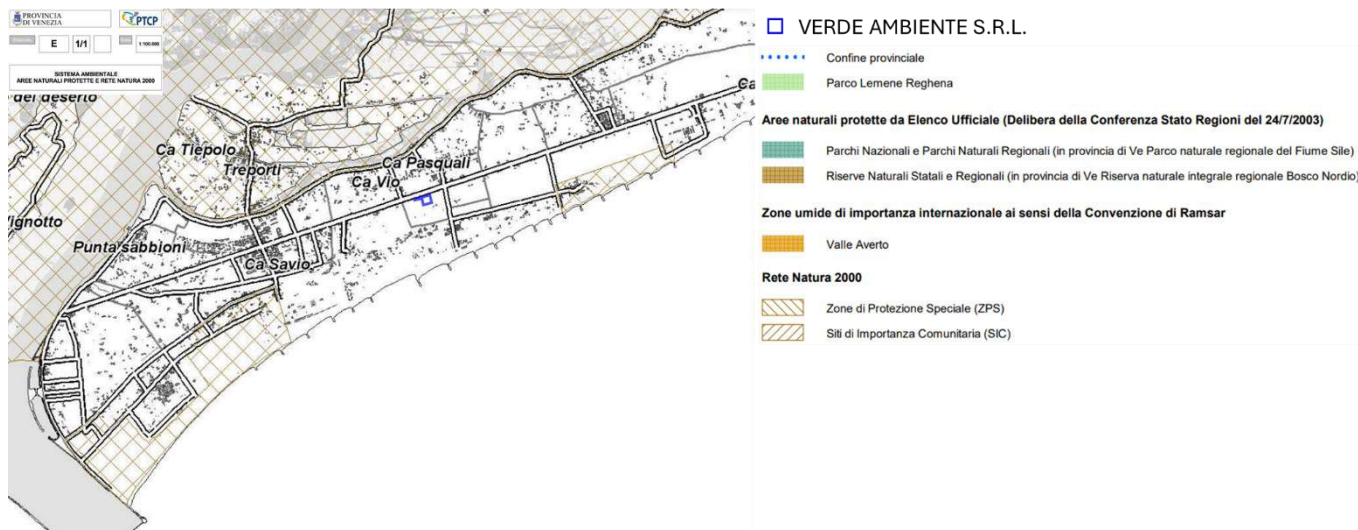 PROVINCIA
DI VENEZIA
PTCP
E
1/1
1:100.000
SISTEMA AMBIENTALE
AREE NATURALI PROTETTE E RETE NATURA 2000
del deserto
Ca Tiepolo
Treporti
Ca Pasquali
Ca Vio
Ca
Vignotto
Punta sabbioni
Ca Savio
VERDE AMBIENTE S.R.L.
Confine provinciale
Parco Lemene Reghena
Aree naturali protette da Elenco Ufficiale (Delibera della Conferenza Stato Regioni del 24/7/2003)
Parchi Nazionali e Parchi Naturali Regionali (in provincia di Ve Parco naturale regionale del Fiume Sile)
Riserve Naturali Statali e Regionali (in provincia di Ve Riserva naturale integrale regionale Bosco Nordio)
Zone umide di importanza internazionale ai sensi della Convenzione di Ramsar
Valle Averto
Rete Natura 2000
Zone di Protezione Speciale (ZPS)
Siti di Importanza Comunitaria (SIC)